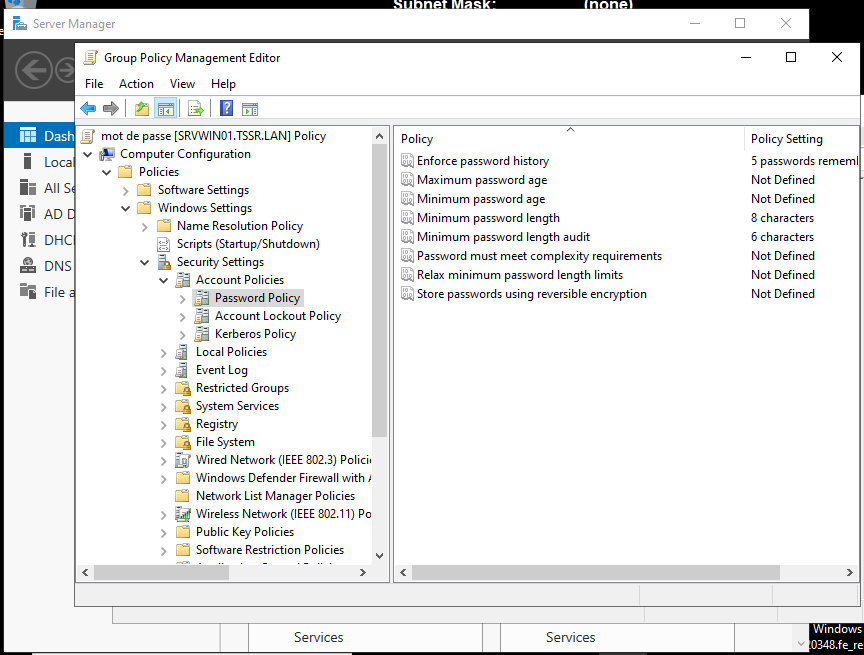 Subnet Mask: (none)
Server Manager
Group Policy Management Editor
File Action View Help
Dash
Local
All Se
AD D
DHC
DNS
File a
mot de passe [SRVWIN01.TSSR.LAN] Policy
Computer Configuration
Policies
Software Settings
Windows Settings
Name Resolution Policy
Scripts (Startup/Shutdown)
Security Settings
Account Policies
Password Policy
Account Lockout Policy
Kerberos Policy
Local Policies
Event Log
Restricted Groups
System Services
Registry
File System
Wired Network (IEEE 802.3) Policie
Windows Defender Firewall with A
Network List Manager Policies
Wireless Network (IEEE 802.11) Po
Public Key Policies
Software Restriction Policies
Policy Policy Setting
Enforce password history 5 passwords rememb
Maximum password age Not Defined
Minimum password age Not Defined
Minimum password length 8 characters
Minimum password length audit 6 characters
Password must meet complexity requirements Not Defined
Relax minimum password length limits Not Defined
Store passwords using reversible encryption Not Defined
Services
Services
Windows
20348.fe_re